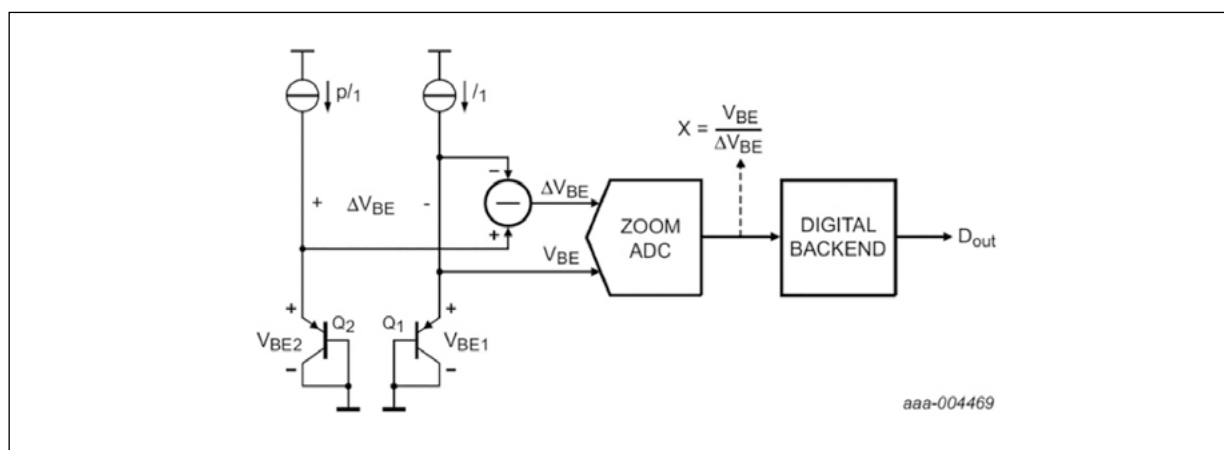 p/1
/1
X = VBE / ΔVBE
+ ΔVBE -
−
ΔVBE
+
VBE
ZOOM
ADC
DIGITAL
BACKEND
Dout
+
+
Q2
Q1
VBE2
VBE1
−
−
aaa-004469